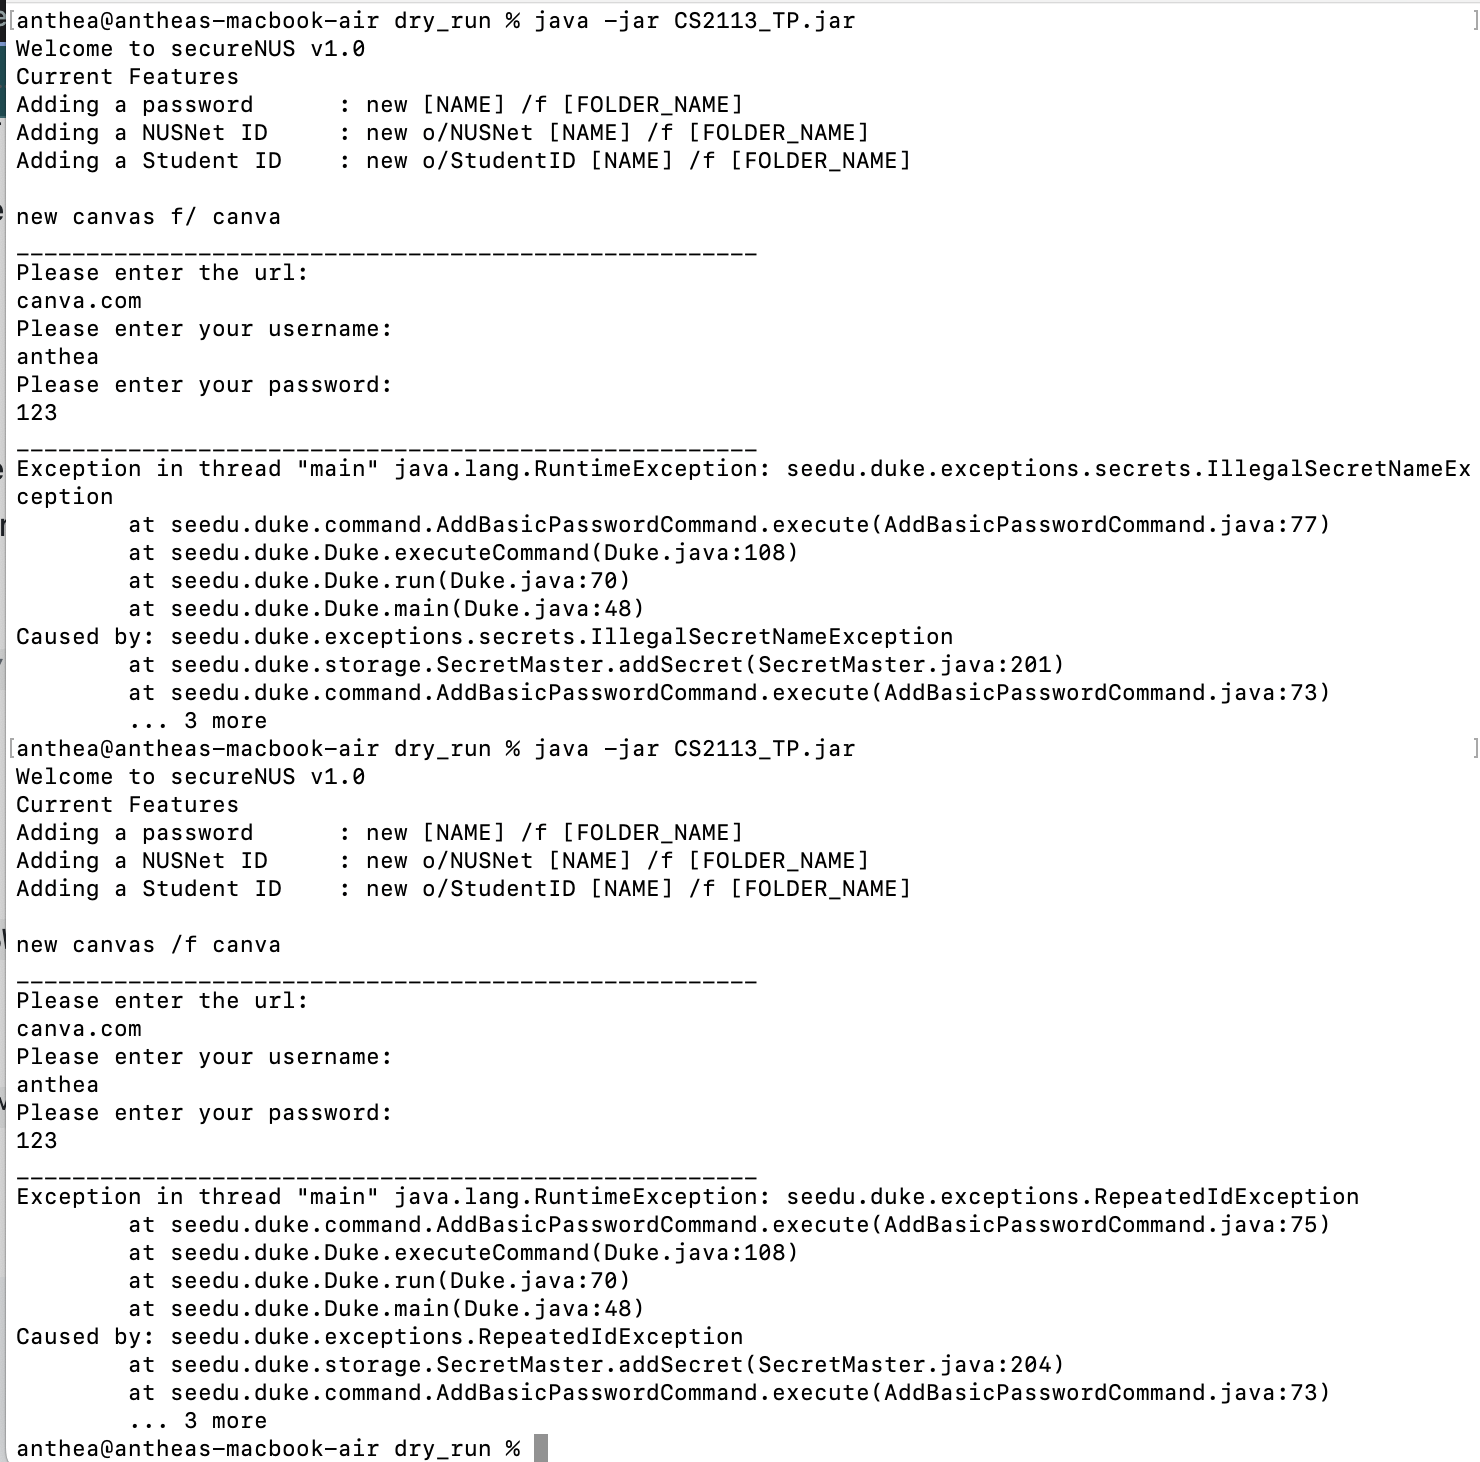 [anthea@antheas-macbook-air dry_run % java -jar CS2113_TP.jar ]
Welcome to secureNUS v1.0
Current Features
Adding a password      : new [NAME] /f [FOLDER_NAME]
Adding a NUSNet ID     : new o/NUSNet [NAME] /f [FOLDER_NAME]
Adding a Student ID    : new o/StudentID [NAME] /f [FOLDER_NAME]

new canvas f/ canva
_____________________________________________________
Please enter the url:
canva.com
Please enter your username:
anthea
Please enter your password:
123
_____________________________________________________
Exception in thread "main" java.lang.RuntimeException: seedu.duke.exceptions.secrets.IllegalSecretNameEx
ception
        at seedu.duke.command.AddBasicPasswordCommand.execute(AddBasicPasswordCommand.java:77)
        at seedu.duke.Duke.executeCommand(Duke.java:108)
        at seedu.duke.Duke.run(Duke.java:70)
        at seedu.duke.Duke.main(Duke.java:48)
Caused by: seedu.duke.exceptions.secrets.IllegalSecretNameException
        at seedu.duke.storage.SecretMaster.addSecret(SecretMaster.java:201)
        at seedu.duke.command.AddBasicPasswordCommand.execute(AddBasicPasswordCommand.java:73)
        ... 3 more
[anthea@antheas-macbook-air dry_run % java -jar CS2113_TP.jar ]
Welcome to secureNUS v1.0
Current Features
Adding a password      : new [NAME] /f [FOLDER_NAME]
Adding a NUSNet ID     : new o/NUSNet [NAME] /f [FOLDER_NAME]
Adding a Student ID    : new o/StudentID [NAME] /f [FOLDER_NAME]

new canvas /f canva
_____________________________________________________
Please enter the url:
canva.com
Please enter your username:
anthea
Please enter your password:
123
_____________________________________________________
Exception in thread "main" java.lang.RuntimeException: seedu.duke.exceptions.RepeatedIdException
        at seedu.duke.command.AddBasicPasswordCommand.execute(AddBasicPasswordCommand.java:75)
        at seedu.duke.Duke.executeCommand(Duke.java:108)
        at seedu.duke.Duke.run(Duke.java:70)
        at seedu.duke.Duke.main(Duke.java:48)
Caused by: seedu.duke.exceptions.RepeatedIdException
        at seedu.duke.storage.SecretMaster.addSecret(SecretMaster.java:204)
        at seedu.duke.command.AddBasicPasswordCommand.execute(AddBasicPasswordCommand.java:73)
        ... 3 more
anthea@antheas-macbook-air dry_run %